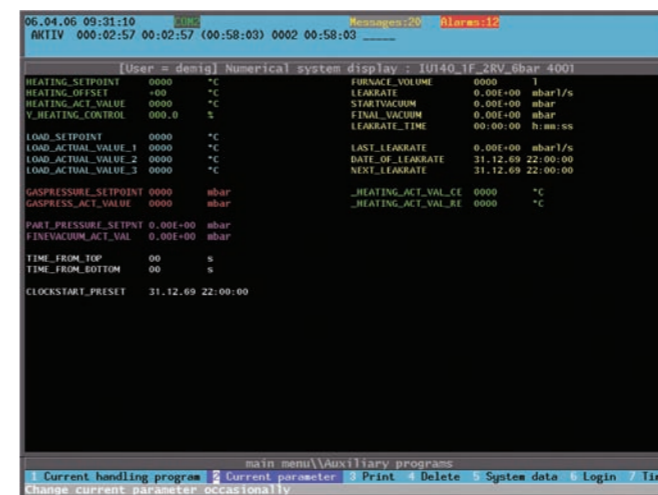 06.04.06 09:31:10 COM2 Messages:20 Alarms:12
AKTIV 000:02:57 00:02:57 (00:58:03) 0002 00:58:03 _____
[User = demig] Numerical system display : IU140_1F_2RV_6bar 4001
HEATING_SETPOINT 0000 °C FURNACE_VOLUME 0000 l
HEATING_OFFSET +00 °C LEAKRATE 0.00E+00 mbarl/s
HEATING_ACT_VALUE 0000 °C STARTVACUUM 0.00E+00 mbar
Y_HEATING_CONTROL 000.0 % FINAL_VACUUM 0.00E+00 mbar
LEAKRATE_TIME 00:00:00 h:mm:ss
LOAD_SETPOINT 0000 °C
LOAD_ACTUAL_VALUE_1 0000 °C LAST_LEAKRATE 0.00E+00 mbarl/s
LOAD_ACTUAL_VALUE_2 0000 °C DATE_OF_LEAKRATE 31.12.69 22:00:00
LOAD_ACTUAL_VALUE_3 0000 °C NEXT_LEAKRATE 31.12.69 22:00:00
GASPRESSURE_SETPOINT 0000 mbar _HEATING_ACT_VAL_CE 0000 °C
GASPRESS_ACT_VALUE 0000 mbar _HEATING_ACT_VAL_RE 0000 °C
PART_PRESSURE_SETPNT 0.00E+00 mbar
FINEVACUUM_ACT_VAL 0.00E+00 mbar
TIME_FROM_TOP 00 s
TIME_FROM_BOTTOM 00 s
CLOCKSTART_PRESET 31.12.69 22:00:00
main menu\\Auxiliary programs
1 Current handling program 2 Current parameter 3 Print 4 Delete 5 System data 6 Login 7 Tim
Change current parameter occasionally